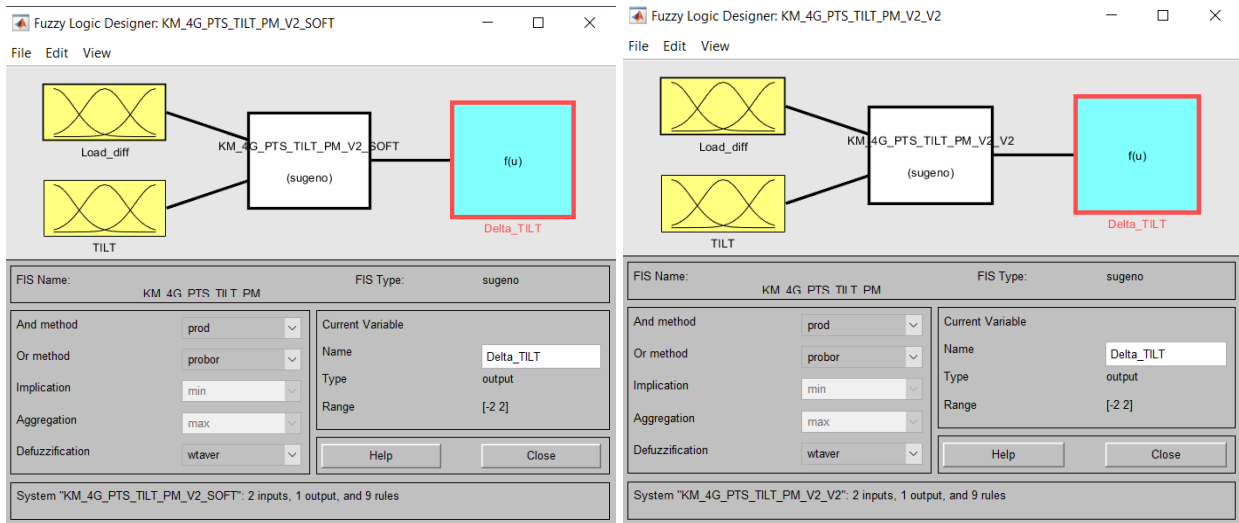 Fuzzy Logic Designer: KM_4G_PTS_TILT_PM_V2_SOFT
File Edit View
Load_diff
TILT
KM_4G_PTS_TILT_PM_V2_SOFT
(sugeno)
f(u)
Delta_TILT
FIS Name:
KM_4G_PTS_TILT_PM
FIS Type:
sugeno
And method
prod
Or method
probor
Implication
min
Aggregation
max
Defuzzification
wtaver
Current Variable
Name
Delta_TILT
Type
output
Range
[-2 2]
Help
Close
System "KM_4G_PTS_TILT_PM_V2_SOFT": 2 inputs, 1 output, and 9 rules
Fuzzy Logic Designer: KM_4G_PTS_TILT_PM_V2_V2
File Edit View
Load_diff
TILT
KM_4G_PTS_TILT_PM_V2_V2
(sugeno)
f(u)
Delta_TILT
FIS Name:
KM_4G_PTS_TILT_PM
FIS Type:
sugeno
And method
prod
Or method
probor
Implication
min
Aggregation
max
Defuzzification
wtaver
Current Variable
Name
Delta_TILT
Type
output
Range
[-2 2]
Help
Close
System "KM_4G_PTS_TILT_PM_V2_V2": 2 inputs, 1 output, and 9 rules